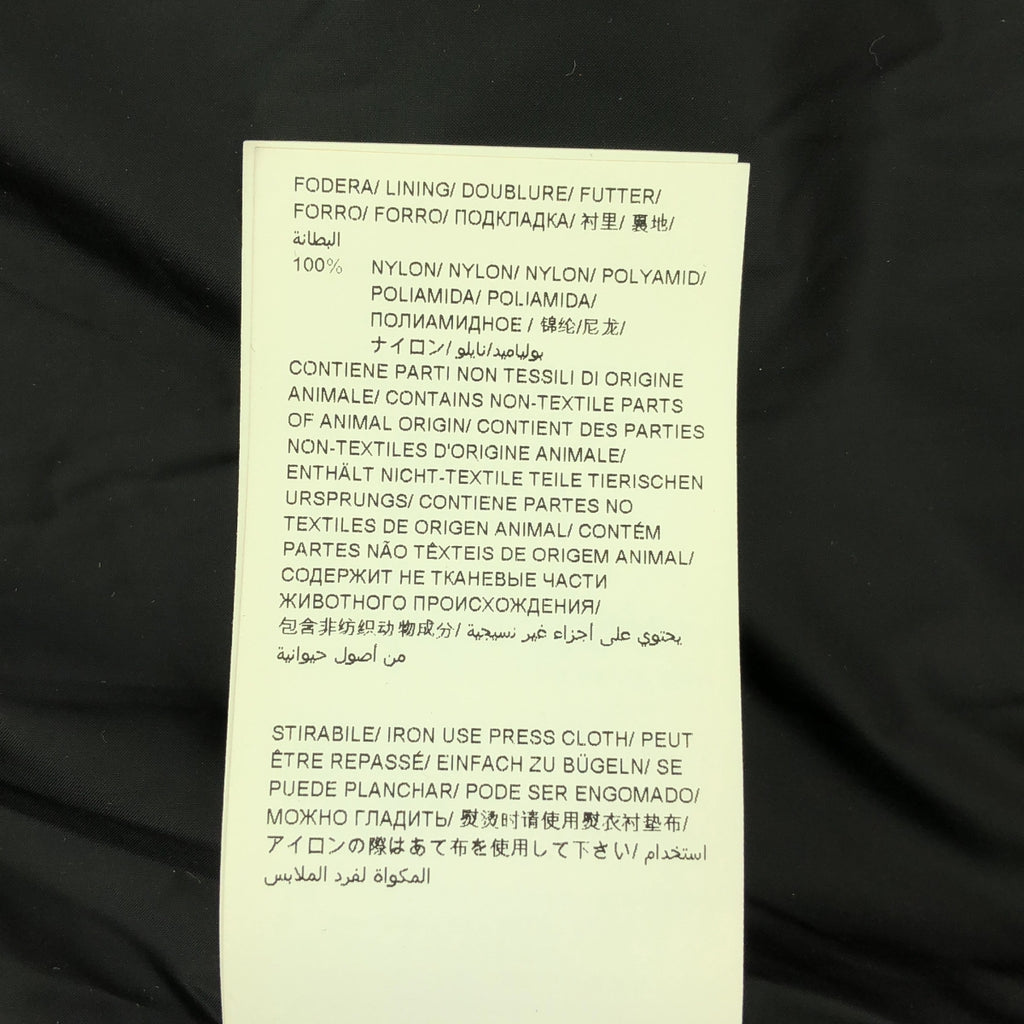 FODERA/ LINING/ DOUBLURE/ FUTTER/
FORRO/ FORRO/ ПОДКЛАДКА/ 衬里/ 裏地/
البطانة
100% NYLON/ NYLON/ NYLON/ POLYAMID/
POLIAMIDA/ POLIAMIDA/
ПОЛИАМИДНОЕ / 锦纶/尼龙/
ナイロン/ بولياميد/نايلو
CONTIENE PARTI NON TESSILI DI ORIGINE
ANIMALE/ CONTAINS NON-TEXTILE PARTS
OF ANIMAL ORIGIN/ CONTIENT DES PARTIES
NON-TEXTILES D'ORIGINE ANIMALE/
ENTHÄLT NICHT-TEXTILE TEILE TIERISCHEN
URSPRUNGS/ CONTIENE PARTES NO
TEXTILES DE ORIGEN ANIMAL/ CONTÉM
PARTES NÃO TÊXTEIS DE ORIGEM ANIMAL/
СОДЕРЖИТ НЕ ТКАНЕВЫЕ ЧАСТИ
ЖИВОТНОГО ПРОИСХОЖДЕНИЯ/
包含非纺织动物成分/ يحتوي على أجزاء غير نسيجية
من أصول حيوانية
STIRABILE/ IRON USE PRESS CLOTH/ PEUT
ÊTRE REPASSÉ/ EINFACH ZU BÜGELN/ SE
PUEDE PLANCHAR/ PODE SER ENGOMADO/
МОЖНО ГЛАДИТЬ/ 熨烫时请使用熨衣衬垫布/
アイロンの際はあて布を使用して下さい/ استخدام
المكواة لفرد الملابس